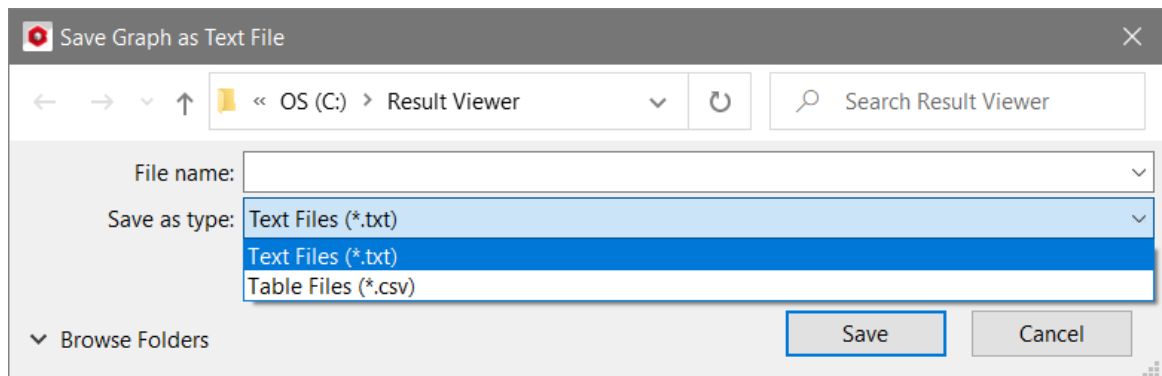 Save Graph as Text File
« OS (C:) > Result Viewer
Search Result Viewer
File name:
Save as type: Text Files (*.txt)
Text Files (*.txt)
Table Files (*.csv)
Browse Folders
Save
Cancel